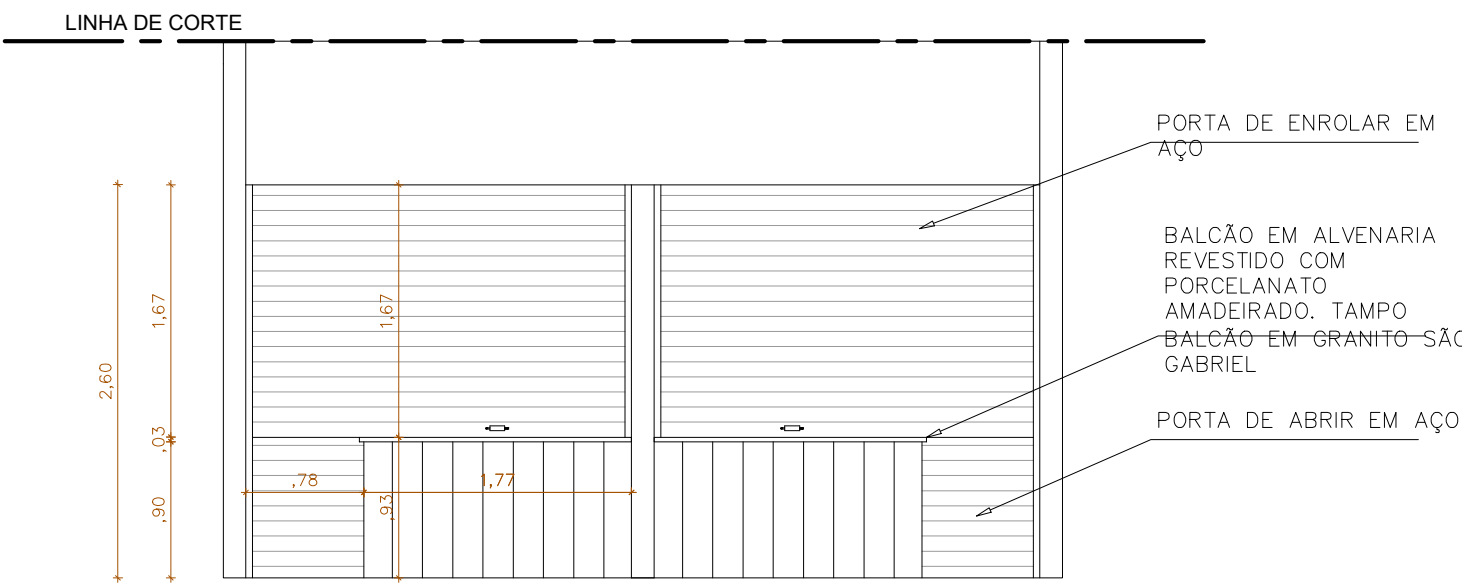 LINHA DE CORTE
PORTA DE ENROLAR EM
AÇO
BALCÃO EM ALVENARIA
REVESTIDO COM
PORCELANATO
AMADEIRADO. TAMPO
BALCÃO EM GRANITO SÃO
GABRIEL
PORTA DE ABRIR EM AÇO
2,60
1,67
,03
,90
1,67
,93
,78
1,77